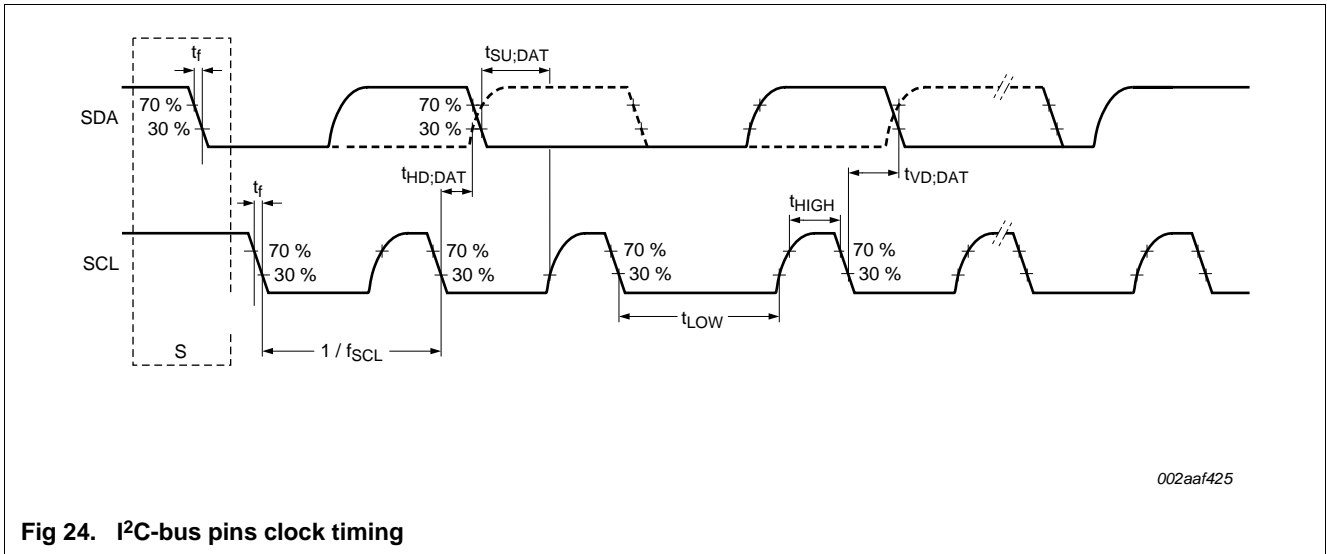 tf
tSU;DAT
SDA
70 %
30 %
70 %
30 %
tf
tHD;DAT
tVD;DAT
tHIGH
SCL
70 %
30 %
70 %
30 %
70 %
30 %
70 %
30 %
tLOW
S
1 / fSCL
002aaf425
Fig 24. I²C-bus pins clock timing